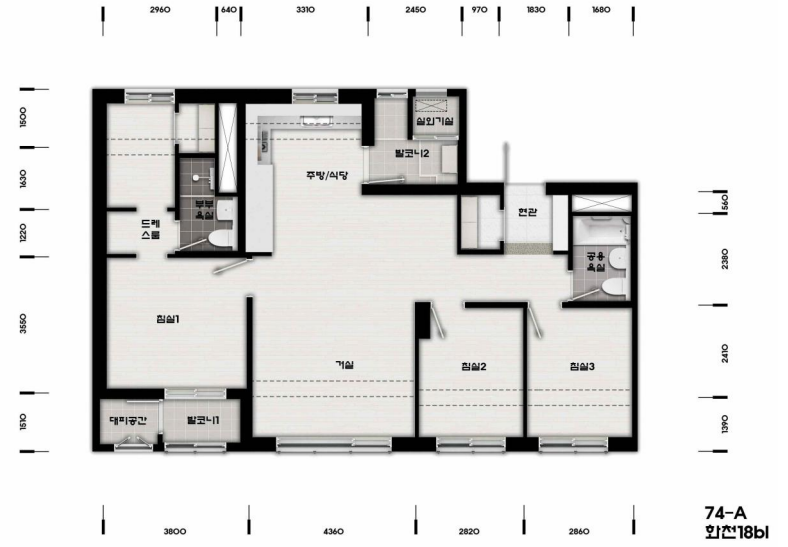 2960 640 3310 2450 970 1830 1680
1500
1630
1220
3550
1510
실외기실
발코니2
주방/식당
부부
욕실
드레
스룸
현관
공용
욕실
침실1
거실
침실2
침실3
대피공간
발코니1
560
2380
2410
1390
3800 4360 2820 2860
74-A
화천18bl